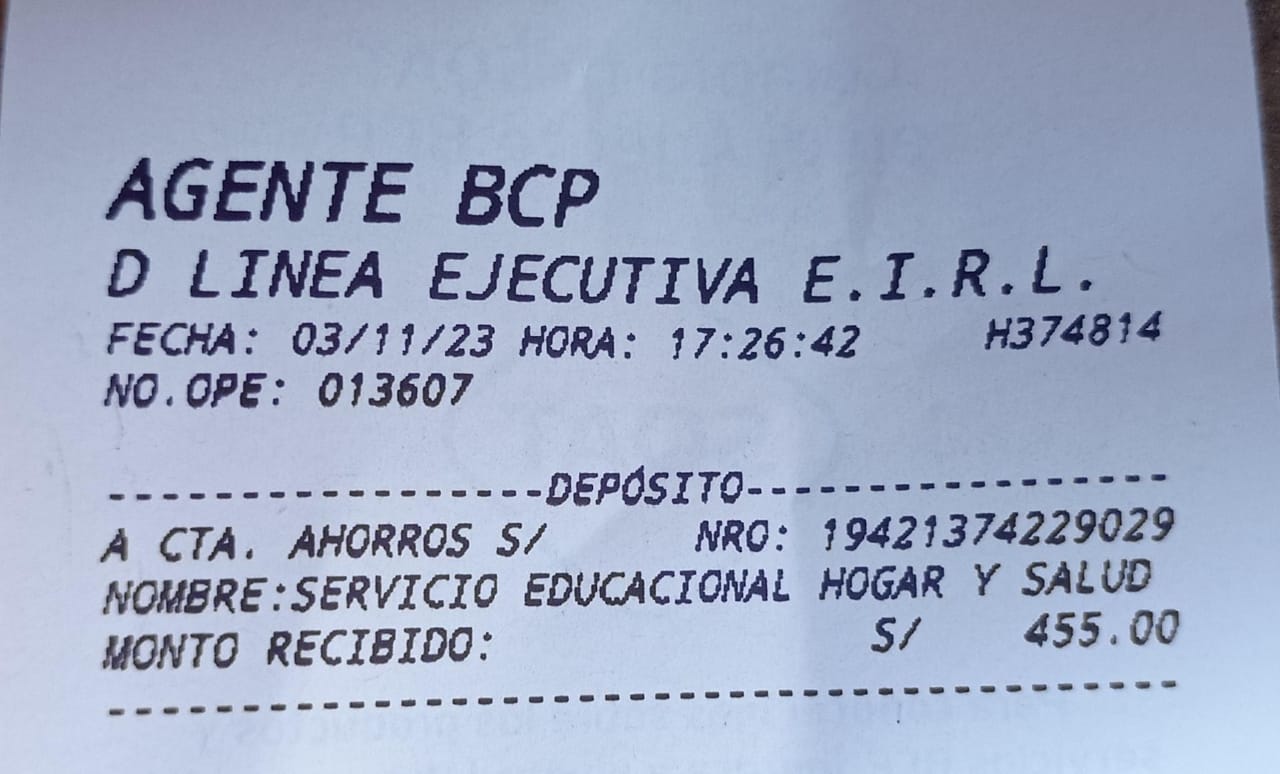 AGENTE BCP
D LINEA EJECUTIVA E.I.R.L.
FECHA: 03/11/23 HORA: 17:26:42 H374814
NO.OPE: 013607
------------------DEPÓSITO------------------
A CTA. AHORROS S/ NRO: 19421374229029
NOMBRE:SERVICIO EDUCACIONAL HOGAR Y SALUD
MONTO RECIBIDO: S/ 455.00
--------------------------------------------